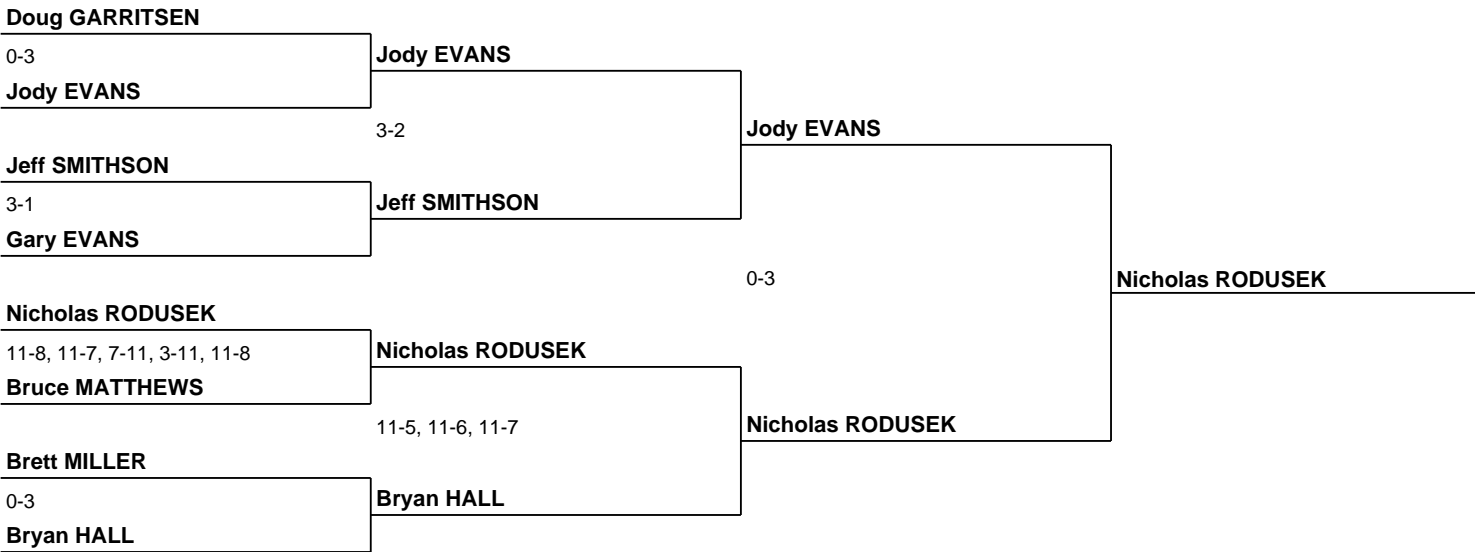 Doug GARRITSEN
0-3
Jody EVANS
Jody EVANS
3-2
Jody EVANS
Jeff SMITHSON
3-1
Jeff SMITHSON
Gary EVANS
0-3
Nicholas RODUSEK
Nicholas RODUSEK
11-8, 11-7, 7-11, 3-11, 11-8
Nicholas RODUSEK
Bruce MATTHEWS
11-5, 11-6, 11-7
Nicholas RODUSEK
Brett MILLER
0-3
Bryan HALL
Bryan HALL